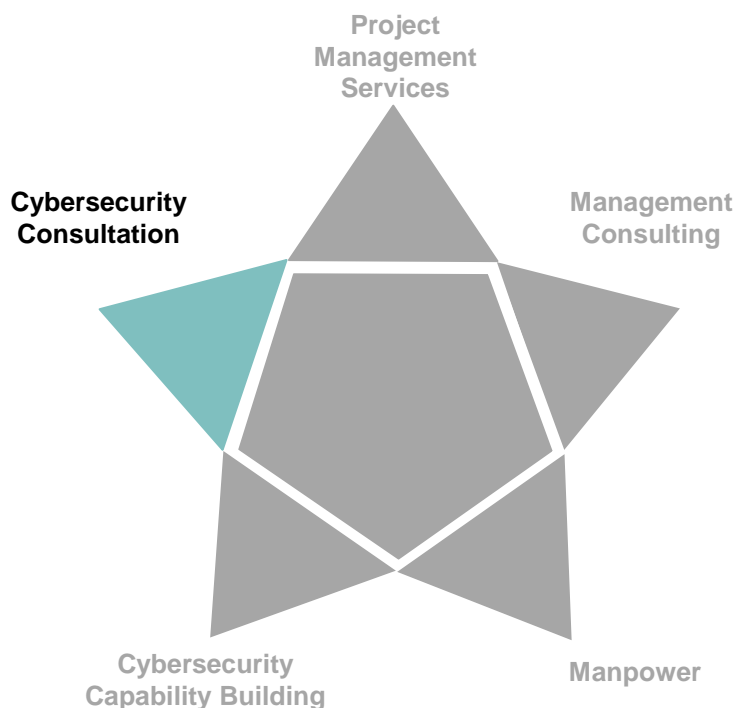 Project
Management
Services
Cybersecurity
Consultation
Management
Consulting
Cybersecurity
Capability Building
Manpower